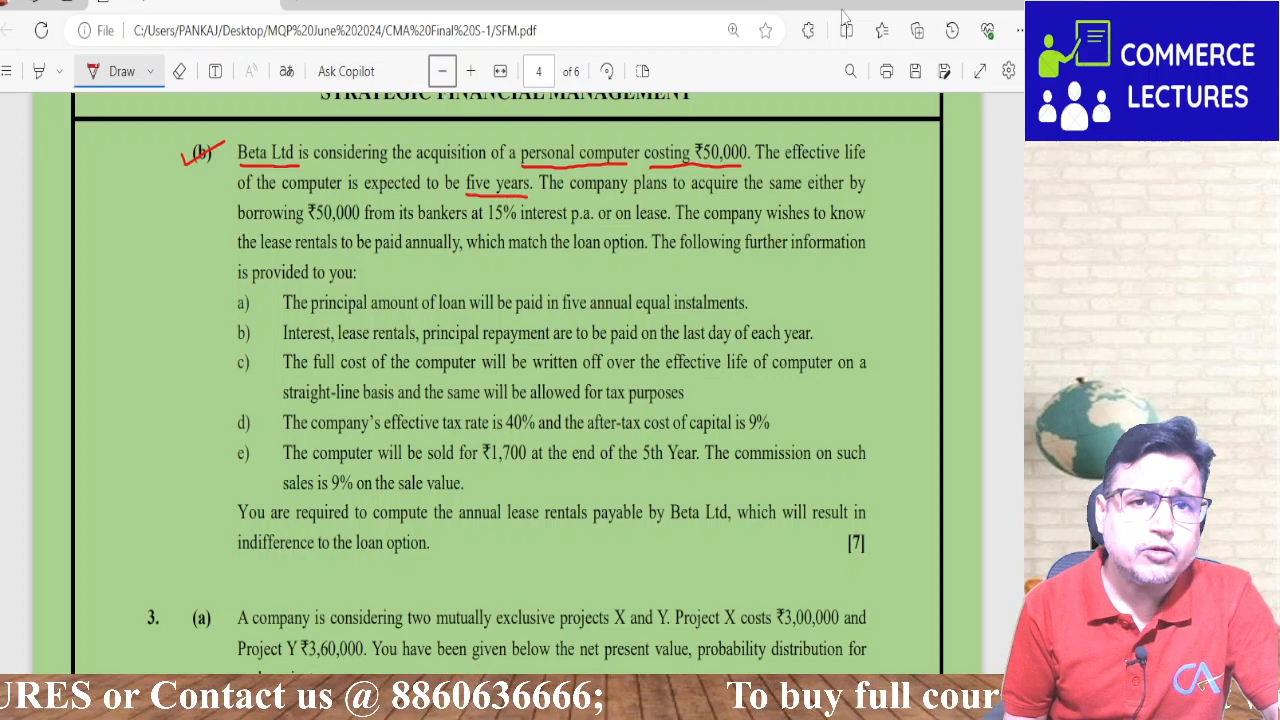 File
C:/Users/PANKAJ/Desktop/MQP%20June%202024/CMA%20Final%20S-1/SFM.pdf
Draw
Ask Copilot
4
of 6
STRATEGIC FINANCIAL MANAGEMENT
(b) Beta Ltd is considering the acquisition of a personal computer costing ₹50,000. The effective life
of the computer is expected to be five years. The company plans to acquire the same either by
borrowing ₹50,000 from its bankers at 15% interest p.a. or on lease. The company wishes to know
the lease rentals to be paid annually, which match the loan option. The following further information
is provided to you:
a) The principal amount of loan will be paid in five annual equal instalments.
b) Interest, lease rentals, principal repayment are to be paid on the last day of each year.
c) The full cost of the computer will be written off over the effective life of computer on a
straight-line basis and the same will be allowed for tax purposes
d) The company's effective tax rate is 40% and the after-tax cost of capital is 9%
e) The computer will be sold for ₹1,700 at the end of the 5th Year. The commission on such
sales is 9% on the sale value.
You are required to compute the annual lease rentals payable by Beta Ltd, which will result in
indifference to the loan option. [7]
3. (a) A company is considering two mutually exclusive projects X and Y. Project X costs ₹3,00,000 and
Project Y ₹3,60,000. You have been given below the net present value, probability distribution for
COMMERCE
LECTURES
CA
URES or Contact us @ 8860636666; To buy full cour